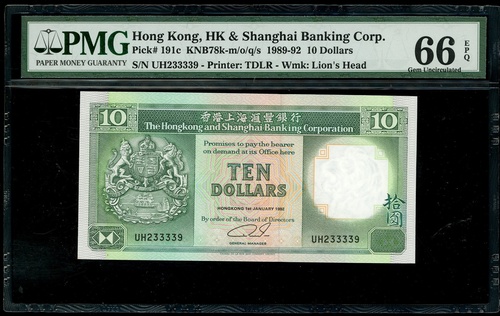 PMG
PAPER MONEY GUARANTY
Hong Kong, HK & Shanghai Banking Corp.
Pick# 191c KNB78k-m/o/q/s 1989-92 10 Dollars
S/N UH233339 - Printer: TDLR - Wmk: Lion's Head
66 EPQ
Gem Uncirculated
10
香港上海滙豐銀行
10
The Hongkong and Shanghai Banking Corporation
Promises to pay the bearer
on demand at its Office here
TEN
DOLLARS
HONGKONG 1st JANUARY
By order of the Board of Directors
GENERAL MANAGER
拾圓
UH233339
UH233339